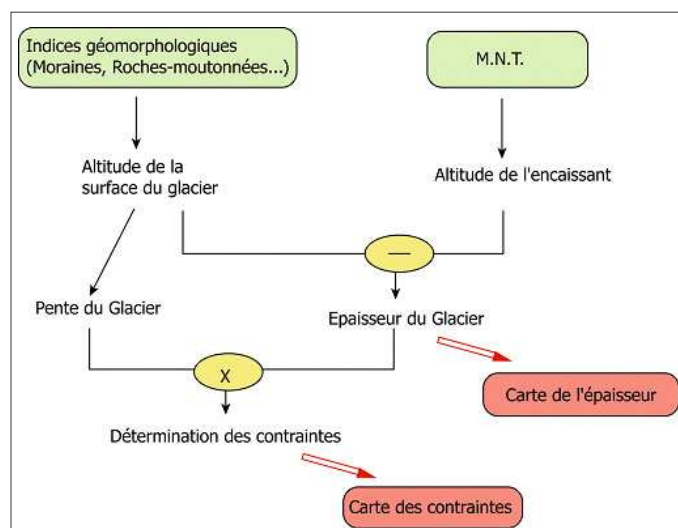 Indices géomorphologiques
(Moraines, Roches-moutonnées...)
M.N.T.
Altitude de la
surface du glacier
Altitude de l'encaissant
—
Pente du Glacier
Epaisseur du Glacier
X
Carte de l'épaisseur
Détermination des contraintes
Carte des contraintes